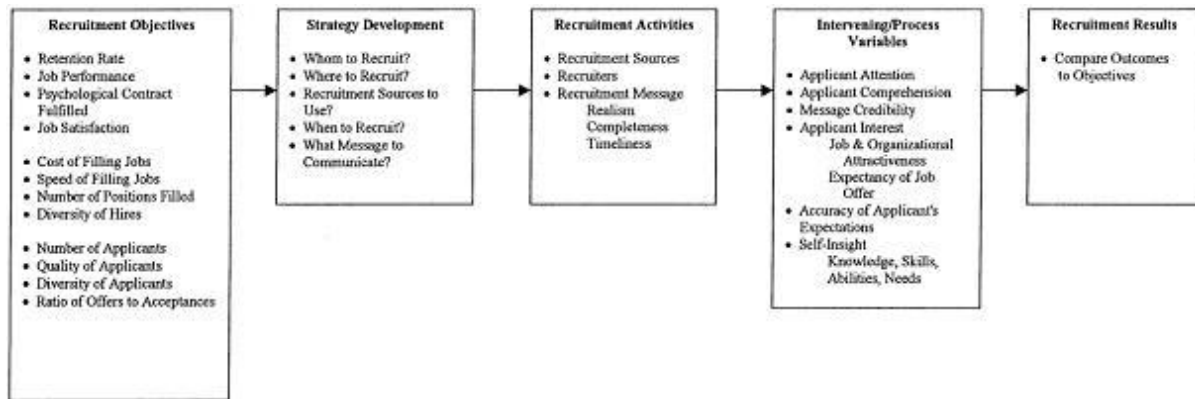 Recruitment Objectives
• Retention Rate
• Job Performance
• Psychological Contract
Fulfilled
• Job Satisfaction
• Cost of Filling Jobs
• Speed of Filling Jobs
• Number of Positions Filled
• Diversity of Hires
• Number of Applicants
• Quality of Applicants
• Diversity of Applicants
• Ratio of Offers to Acceptances
Strategy Development
• Whom to Recruit?
• Where to Recruit?
• Recruitment Sources to
Use?
• When to Recruit?
• What Message to
Communicate?
Recruitment Activities
• Recruitment Sources
• Recruiters
• Recruitment Message
Realism
Completeness
Timeliness
Intervening/Process
Variables
• Applicant Attention
• Applicant Comprehension
• Message Credibility
• Applicant Interest
Job & Organizational
Attractiveness
Expectancy of Job
Offer
• Accuracy of Applicant's
Expectations
• Self-Insight
Knowledge, Skills,
Abilities, Needs
Recruitment Results
• Compare Outcomes
to Objectives